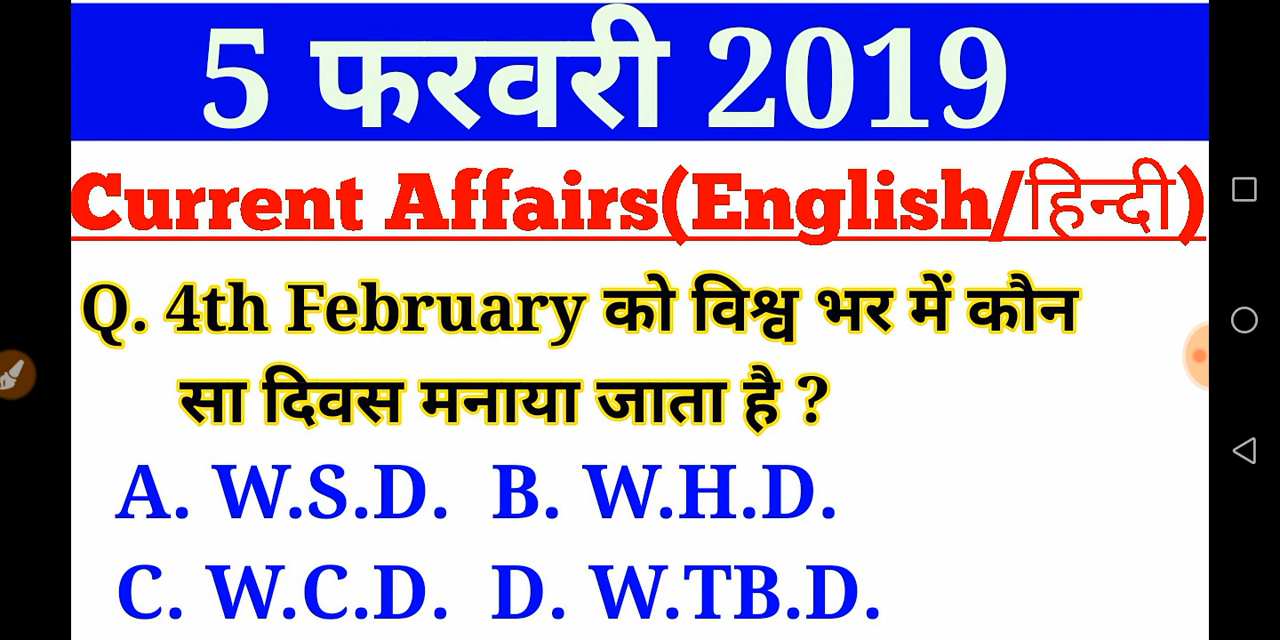 5 फरवरी 2019
Current Affairs(English/हिन्दी)
Q. 4th February को विश्व भर में कौन
सा दिवस मनाया जाता है ?
A. W.S.D. B. W.H.D.
C. W.C.D. D. W.TB.D.